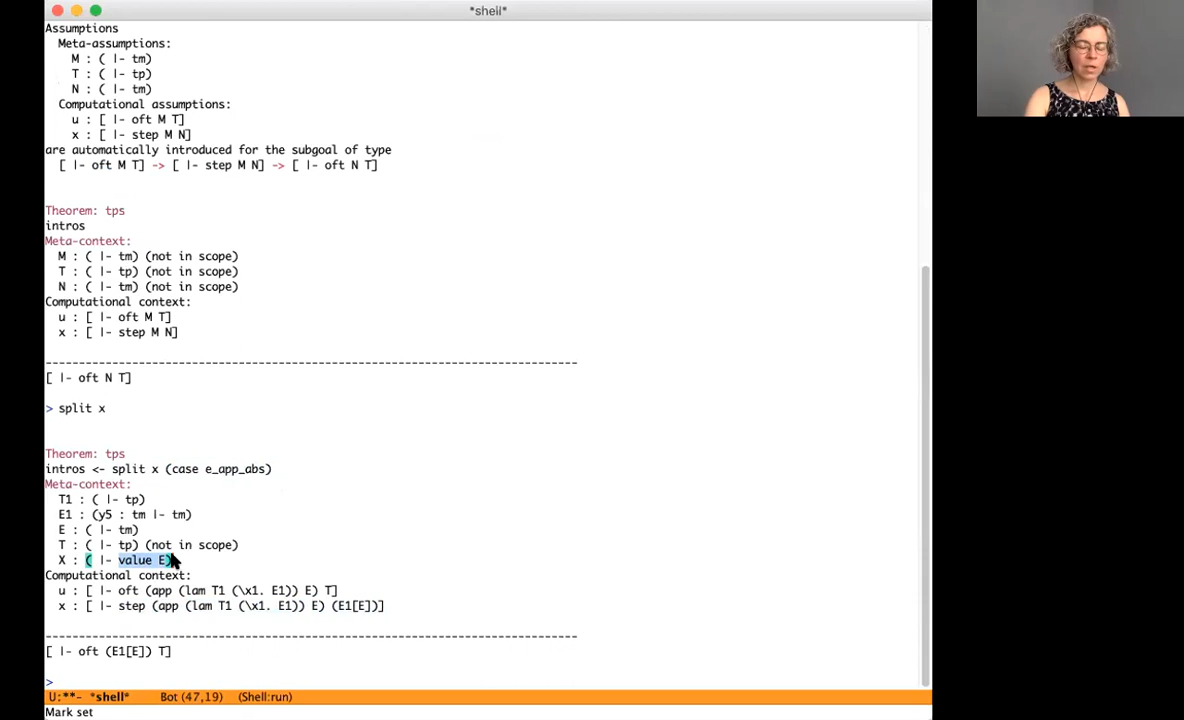 *shell*
Assumptions
Meta-assumptions:
M : ( |- tm)
T : ( |- tp)
N : ( |- tm)
Computational assumptions:
u : [ |- oft M T]
x : [ |- step M N]
are automatically introduced for the subgoal of type
[ |- oft M T] -> [ |- step M N] -> [ |- oft N T]
Theorem: tps
intros
Meta-context:
M : ( |- tm) (not in scope)
T : ( |- tp) (not in scope)
N : ( |- tm) (not in scope)
Computational context:
u : [ |- oft M T]
x : [ |- step M N]
--------------------------------------------------------------------------------
[ |- oft N T]
> split x
Theorem: tps
intros <- split x (case e_app_abs)
Meta-context:
T1 : ( |- tp)
E1 : (y5 : tm |- tm)
E : ( |- tm)
T : ( |- tp) (not in scope)
X : ( |- value E)
Computational context:
u : [ |- oft (app (lam T1 (\x1. E1)) E) T]
x : [ |- step (app (lam T1 (\x1. E1)) E) (E1[E])]
--------------------------------------------------------------------------------
[ |- oft (E1[E]) T]
>
U:**- *shell* Bot (47,19) (Shell:run)
Mark set